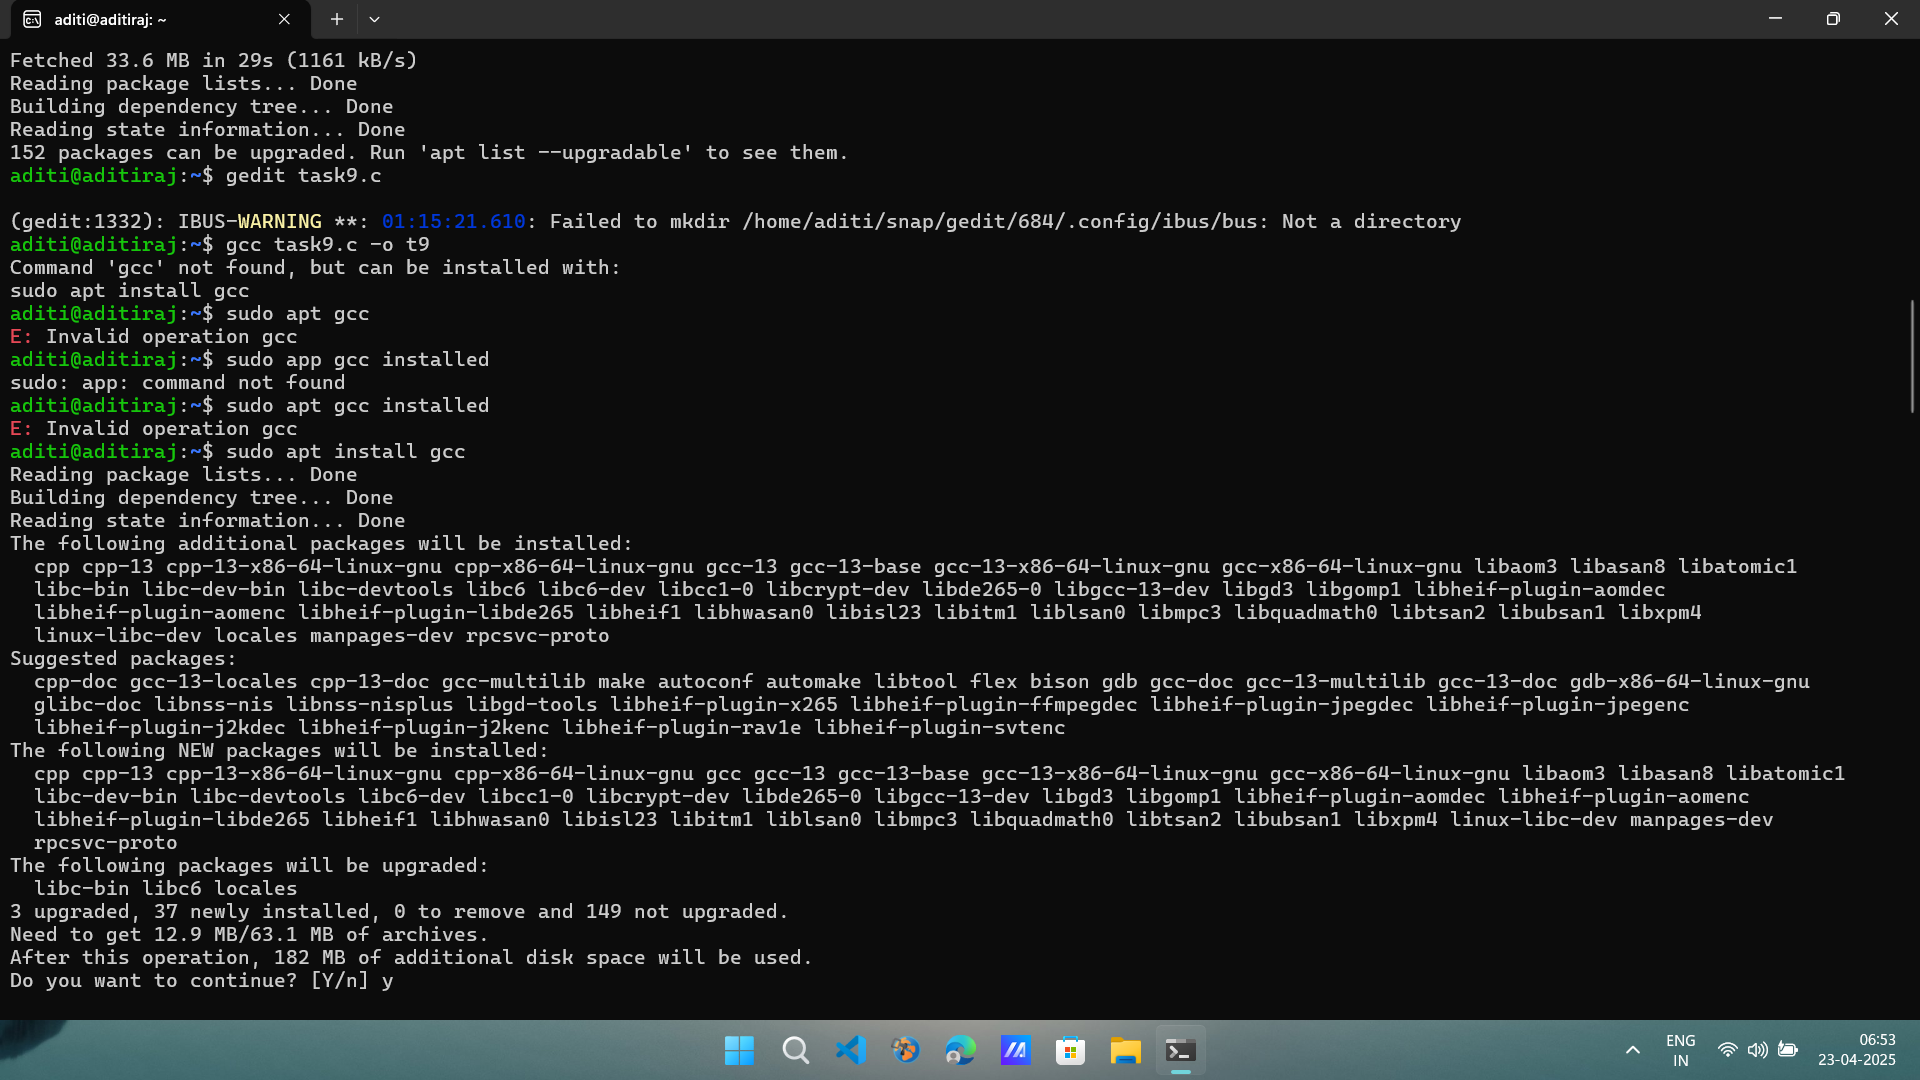 aditi@aditiraj: ~
Fetched 33.6 MB in 29s (1161 kB/s)
Reading package lists... Done
Building dependency tree... Done
Reading state information... Done
152 packages can be upgraded. Run 'apt list --upgradable' to see them.
aditi@aditiraj:~$ gedit task9.c
(gedit:1332): IBUS-WARNING **: 01:15:21.610: Failed to mkdir /home/aditi/snap/gedit/684/.config/ibus/bus: Not a directory
aditi@aditiraj:~$ gcc task9.c -o t9
Command 'gcc' not found, but can be installed with:
sudo apt install gcc
aditi@aditiraj:~$ sudo apt gcc
E: Invalid operation gcc
aditi@aditiraj:~$ sudo app gcc installed
sudo: app: command not found
aditi@aditiraj:~$ sudo apt gcc installed
E: Invalid operation gcc
aditi@aditiraj:~$ sudo apt install gcc
Reading package lists... Done
Building dependency tree... Done
Reading state information... Done
The following additional packages will be installed:
cpp cpp-13 cpp-13-x86-64-linux-gnu cpp-x86-64-linux-gnu gcc-13 gcc-13-base gcc-13-x86-64-linux-gnu gcc-x86-64-linux-gnu libaom3 libasan8 libatomic1
libc-bin libc-dev-bin libc-devtools libc6 libc6-dev libcc1-0 libcrypt-dev libde265-0 libgcc-13-dev libgd3 libgomp1 libheif-plugin-aomdec
libheif-plugin-aomenc libheif-plugin-libde265 libheif1 libhwasan0 libisl23 libitm1 liblsan0 libmpc3 libquadmath0 libtsan2 libubsan1 libxpm4
linux-libc-dev locales manpages-dev rpcsvc-proto
Suggested packages:
cpp-doc gcc-13-locales cpp-13-doc gcc-multilib make autoconf automake libtool flex bison gdb gcc-doc gcc-13-multilib gcc-13-doc gdb-x86-64-linux-gnu
glibc-doc libnss-nis libnss-nisplus libgd-tools libheif-plugin-x265 libheif-plugin-ffmpegdec libheif-plugin-jpegdec libheif-plugin-jpegenc
libheif-plugin-j2kdec libheif-plugin-j2kenc libheif-plugin-rav1e libheif-plugin-svtenc
The following NEW packages will be installed:
cpp cpp-13 cpp-13-x86-64-linux-gnu cpp-x86-64-linux-gnu gcc gcc-13 gcc-13-base gcc-13-x86-64-linux-gnu gcc-x86-64-linux-gnu libaom3 libasan8 libatomic1
libc-dev-bin libc-devtools libc6-dev libcc1-0 libcrypt-dev libde265-0 libgcc-13-dev libgd3 libgomp1 libheif-plugin-aomdec libheif-plugin-aomenc
libheif-plugin-libde265 libheif1 libhwasan0 libisl23 libitm1 liblsan0 libmpc3 libquadmath0 libtsan2 libubsan1 libxpm4 linux-libc-dev manpages-dev
rpcsvc-proto
The following packages will be upgraded:
libc-bin libc6 locales
3 upgraded, 37 newly installed, 0 to remove and 149 not upgraded.
Need to get 12.9 MB/63.1 MB of archives.
After this operation, 182 MB of additional disk space will be used.
Do you want to continue? [Y/n] y
ENG
IN
06:53
23-04-2025